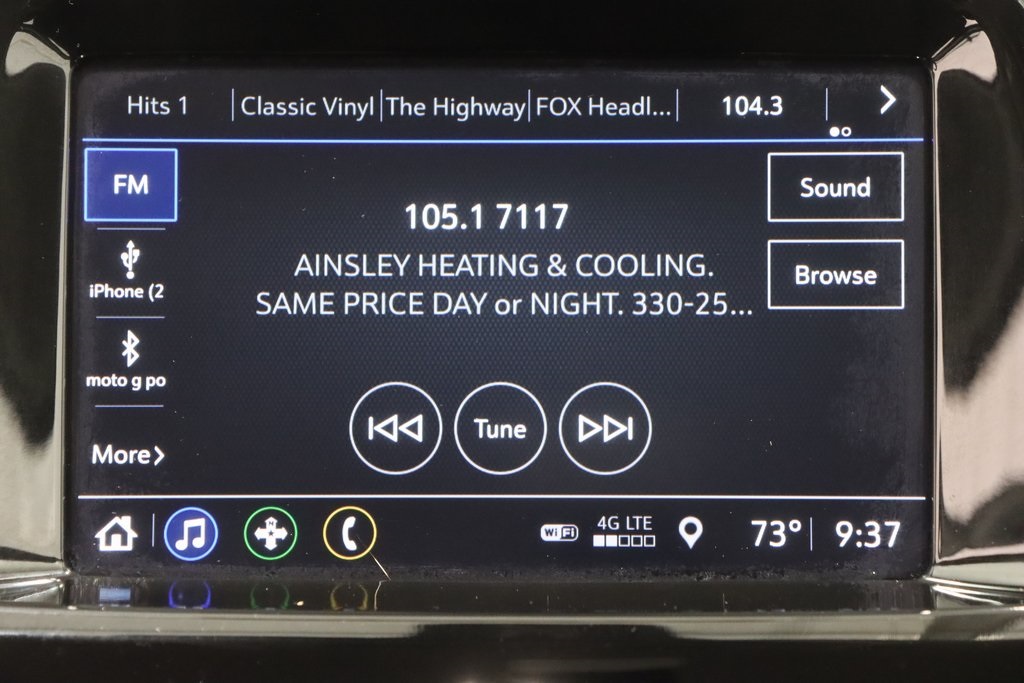 Hits 1 Classic Vinyl The Highway FOX Headl... 104.3
FM
Sound
105.1 7117
AINSLEY HEATING & COOLING.
SAME PRICE DAY or NIGHT. 330-25...
Browse
iPhone (2
moto g po
Tune
More
WiFi 4G LTE 73° 9:37